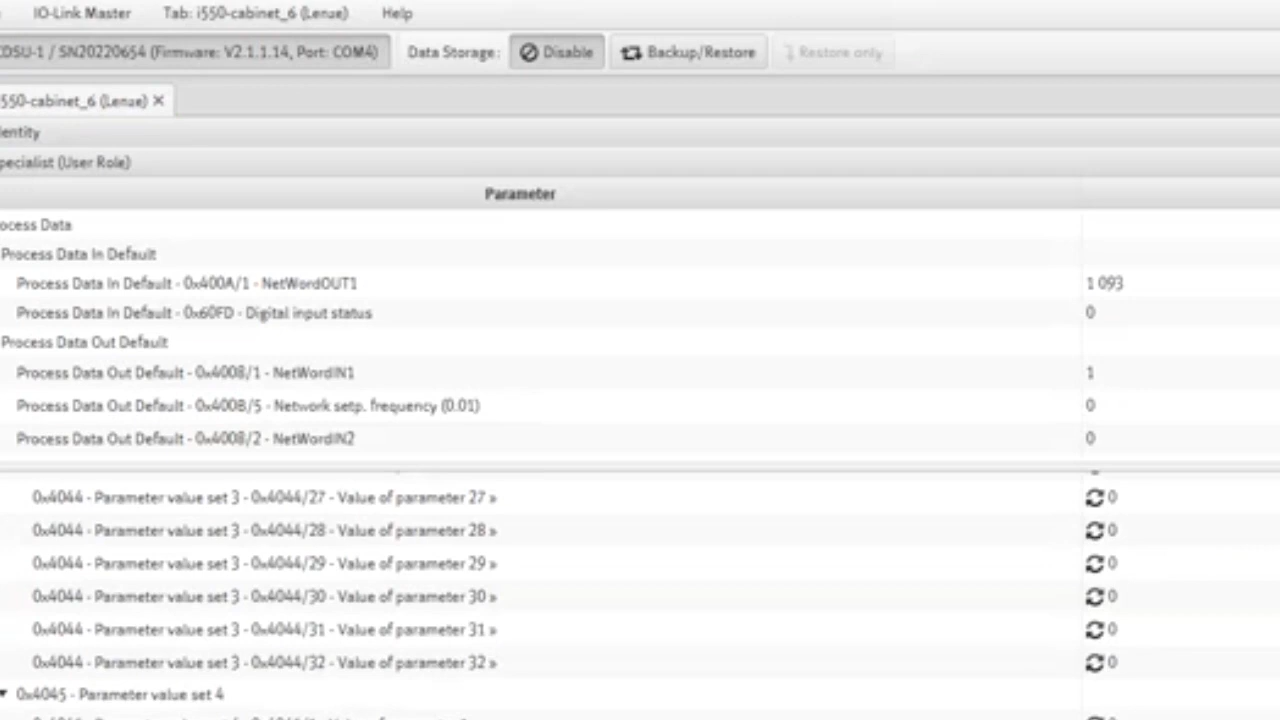 IO-Link Master Tab: i550-cabinet_6 (Lenue) Help
DSU-1 / SN20220654 (Firmware: V2.1.1.14, Port: COM4) Data Storage: Disable Backup/Restore Restore only
550-cabinet_6 (Lenue) ×
entity
pecialist (User Role)
Parameter
ocess Data
Process Data In Default
Process Data In Default - 0x400A/1 - NetWordOUT1 1 093
Process Data In Default - 0x60FD - Digital input status 0
Process Data Out Default
Process Data Out Default - 0x4008/1 - NetWordIN1 1
Process Data Out Default - 0x400B/5 - Network setp. frequency (0.01) 0
Process Data Out Default - 0x4008/2 - NetWordIN2 0
0x4044 - Parameter value set 3 - 0x4044/27 - Value of parameter 27 » 0
0x4044 - Parameter value set 3 - 0x4044/28 - Value of parameter 28 » 0
0x4044 - Parameter value set 3 - 0x4044/29 - Value of parameter 29 » 0
0x4044 - Parameter value set 3 - 0x4044/30 - Value of parameter 30 » 0
0x4044 - Parameter value set 3 - 0x4044/31 - Value of parameter 31 » 0
0x4044 - Parameter value set 3 - 0x4044/32 - Value of parameter 32 » 0
0x4045 - Parameter value set 4